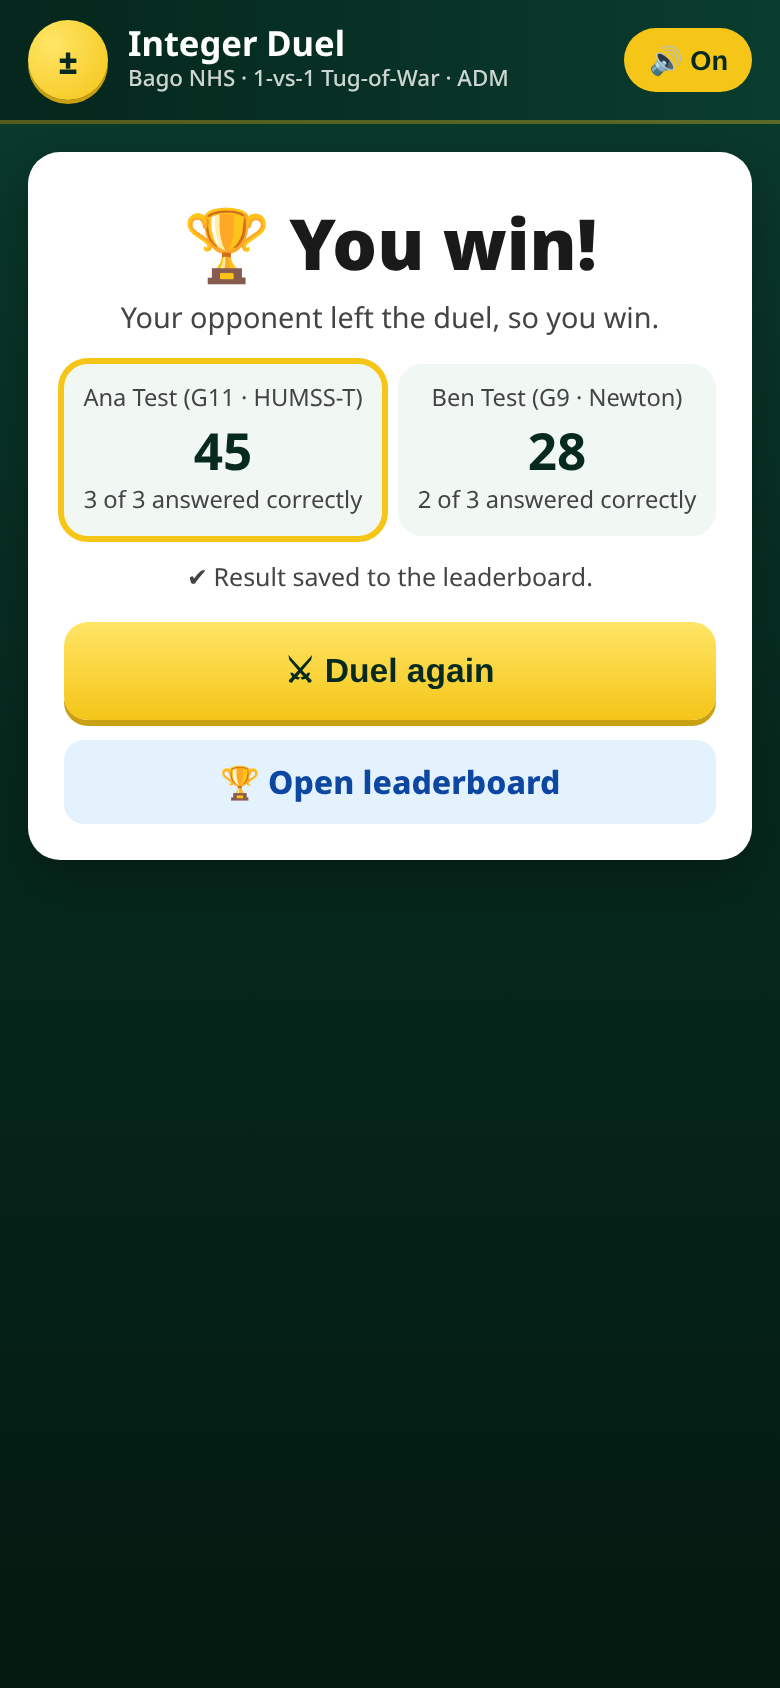 ±
Integer Duel
Bago NHS · 1-vs-1 Tug-of-War · ADM
🔊 On
🏆 You win!
Your opponent left the duel, so you win.
Ana Test (G11 · HUMSS-T)
45
3 of 3 answered correctly
Ben Test (G9 · Newton)
28
2 of 3 answered correctly
✔ Result saved to the leaderboard.
⚔ Duel again
🏆 Open leaderboard